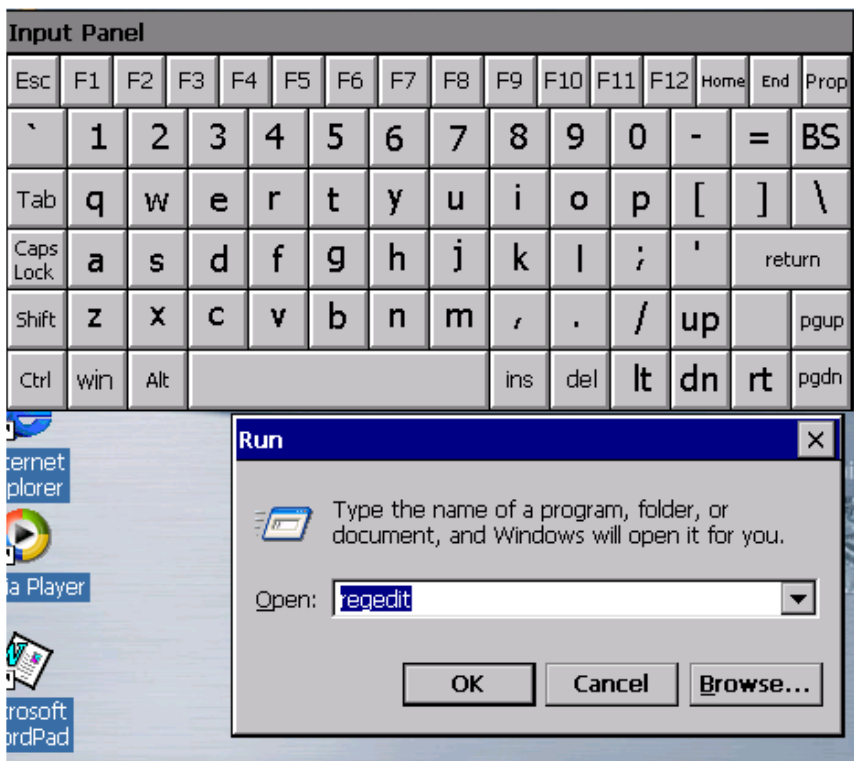 Input Panel
Esc F1 F2 F3 F4 F5 F6 F7 F8 F9 F10 F11 F12 Home End Prop
` 1 2 3 4 5 6 7 8 9 0 - = BS
Tab q w e r t y u i o p [ ] \
Caps Lock a s d f g h j k l ; ' return
Shift z x c v b n m , . / up pgup
Ctrl win Alt ins del lt dn rt pgdn
ternet
plorer
ia Player
rosoft
ordPad
Run
Type the name of a program, folder, or
document, and Windows will open it for you.
Open: regedit
OK Cancel Browse...